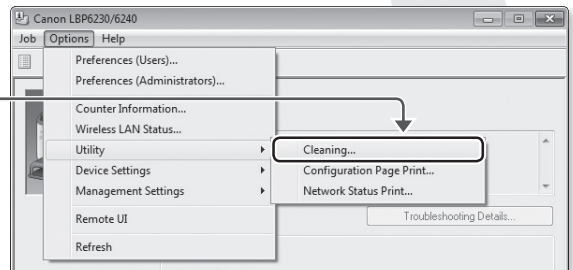 Canon LBP6230/6240
Job Options Help
Preferences (Users)...
Preferences (Administrators)...
Counter Information...
Wireless LAN Status...
Utility
Cleaning...
Device Settings
Configuration Page Print...
Management Settings
Network Status Print...
Remote UI
Troubleshooting Details...
Refresh